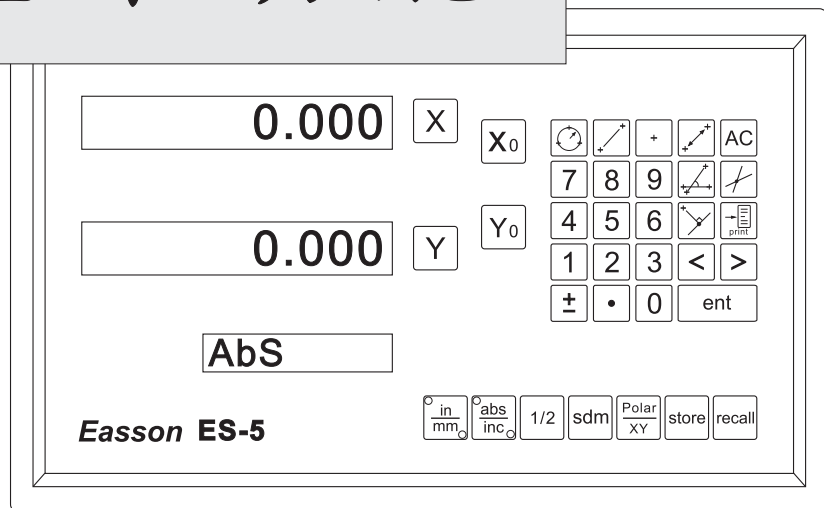 0.000 X X0
0.000 Y Y0
AC
7 8 9
4 5 6 print
1 2 3 < >
± • 0 ent
AbS
Easson ES-5
in/mm abs/inc 1/2 sdm Polar/XY store recall